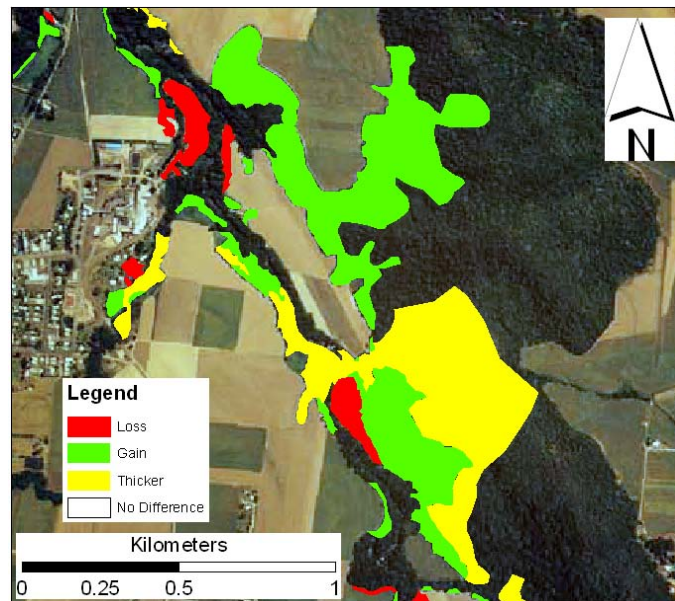 N
Legend
Loss
Gain
Thicker
No Difference
Kilometers
0 0.25 0.5 1